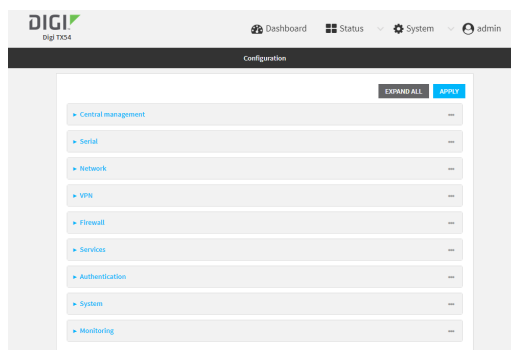 DIGI
Digi TX54
Dashboard
Status
System
admin
Configuration
EXPAND ALL
APPLY
Central management
Serial
Network
VPN
Firewall
Services
Authentication
System
Monitoring